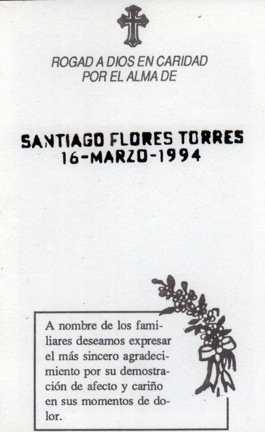 ROGAD A DIOS EN CARIDAD
POR EL ALMA DE
SANTIAGO FLORES TORRES
16-MARZO-1994
A nombre de los fami-
liares deseamos expresar
el más sincero agradeci-
miento por su demostra-
ción de afecto y cariño
en sus momentos de do-
lor.